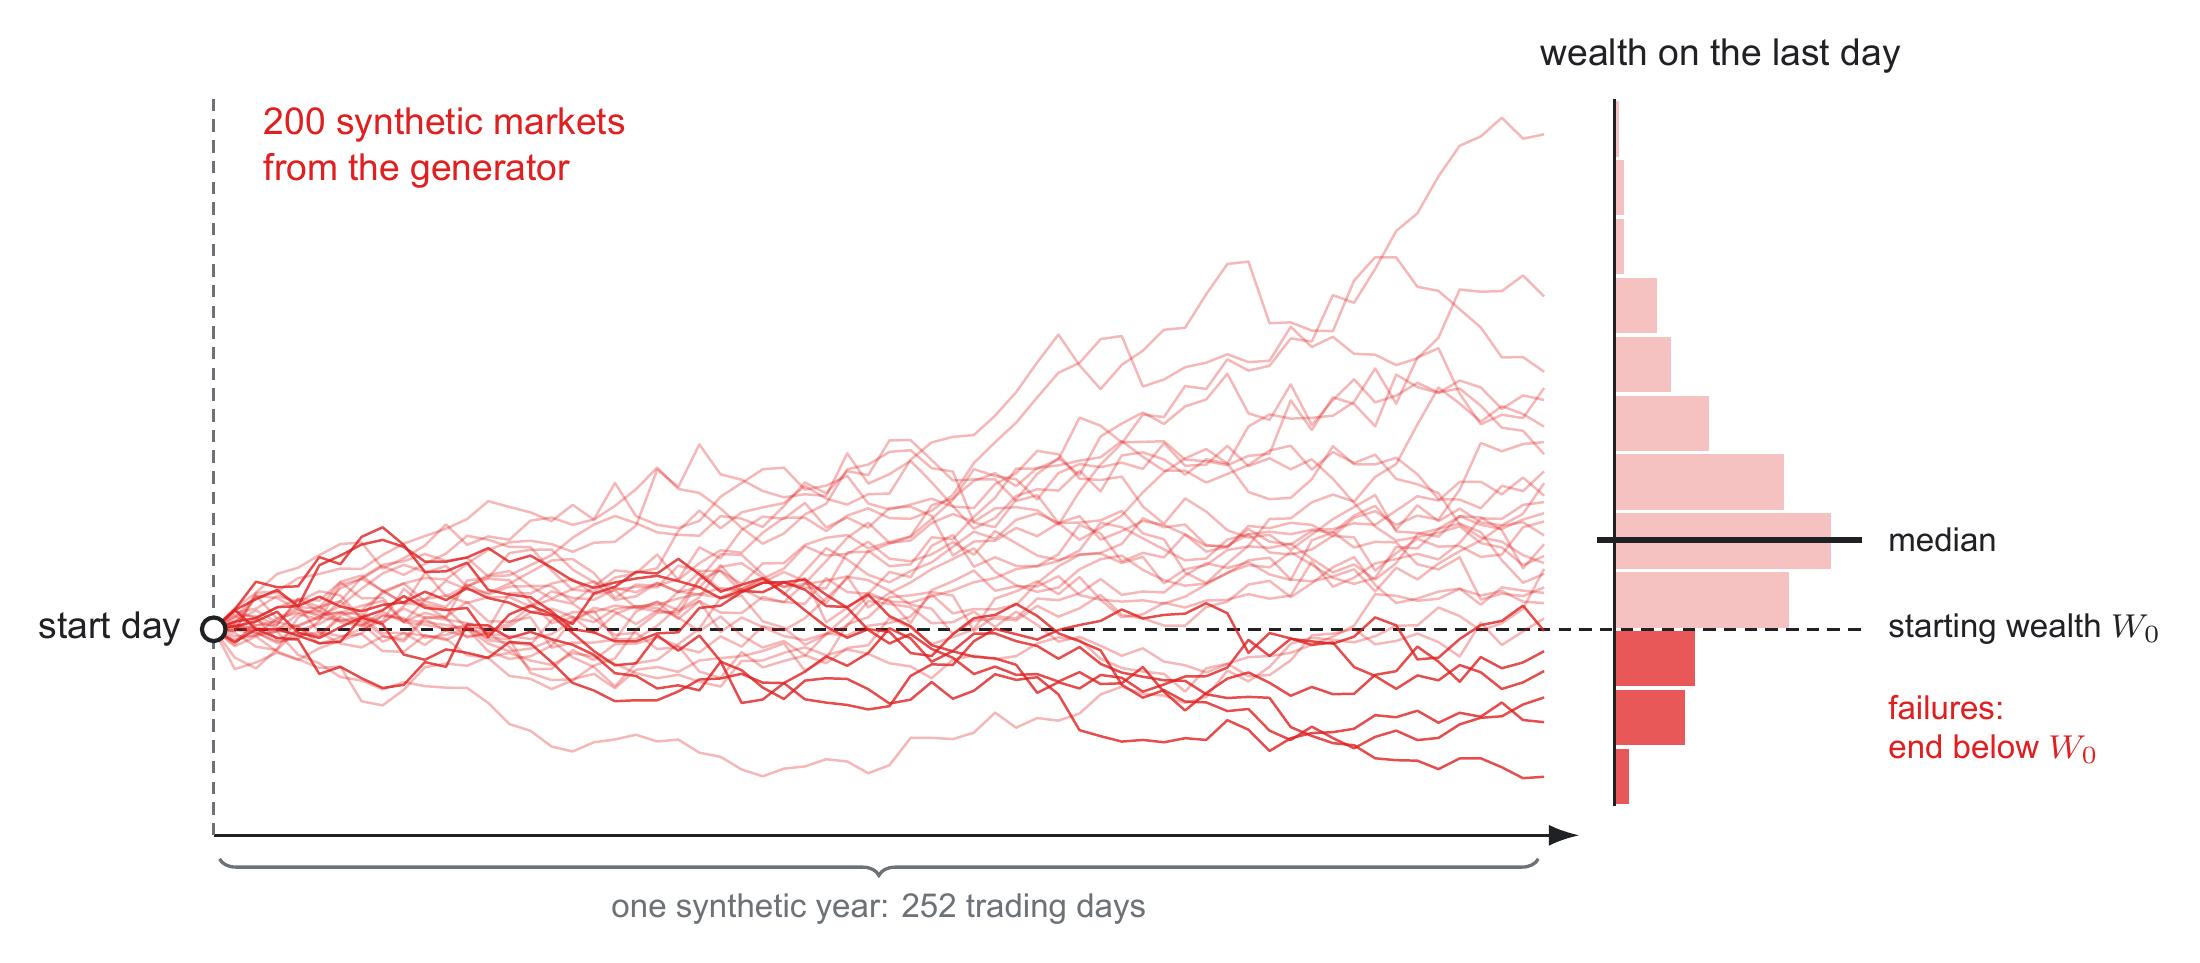 wealth on the last day
200 synthetic markets
from the generator
median
start day
starting wealth W₀
failures:
end below W₀
one synthetic year: 252 trading days